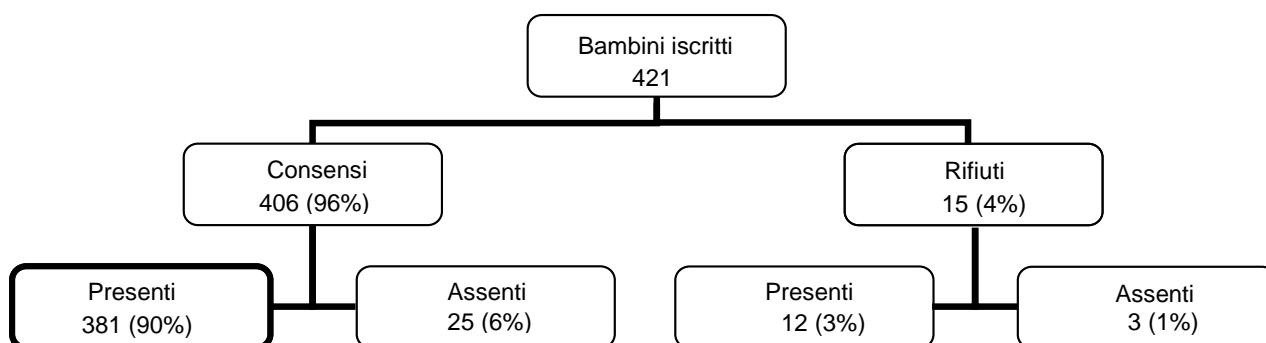 Bambini iscritti
421
Consensi
406 (96%)
Rifiuti
15 (4%)
Presenti
381 (90%)
Assenti
25 (6%)
Presenti
12 (3%)
Assenti
3 (1%)